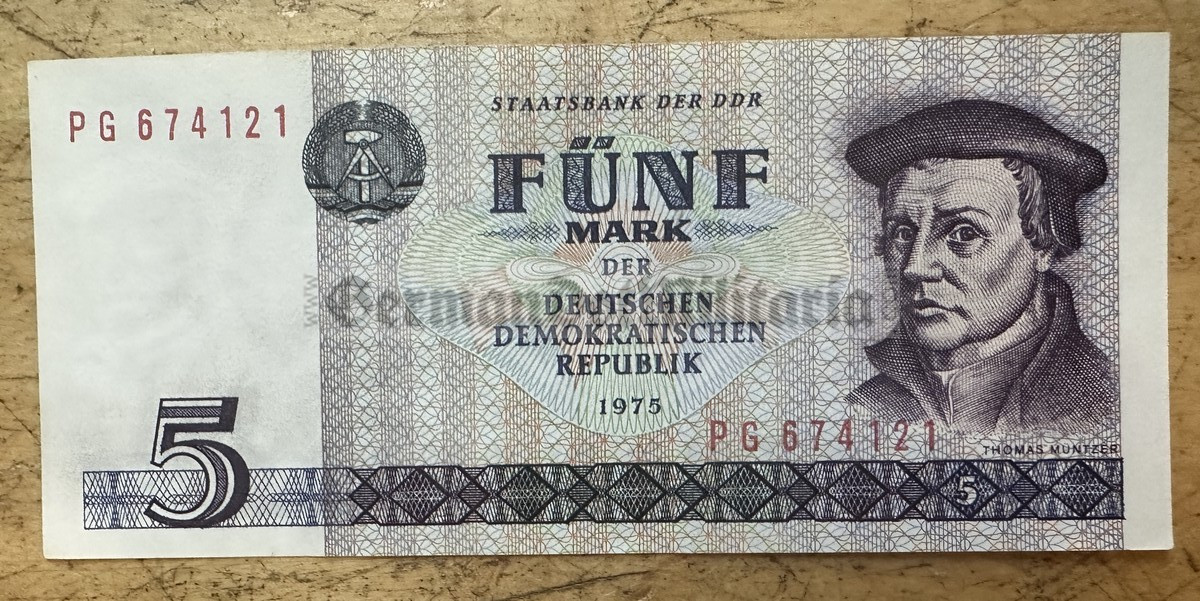 PG 674121
STAATSBANK DER DDR
FÜNF
MARK
DER
DEUTSCHEN
DEMOKRATISCHEN
REPUBLIK
1975
PG 674121
THOMAS MÜNTZER
5
5